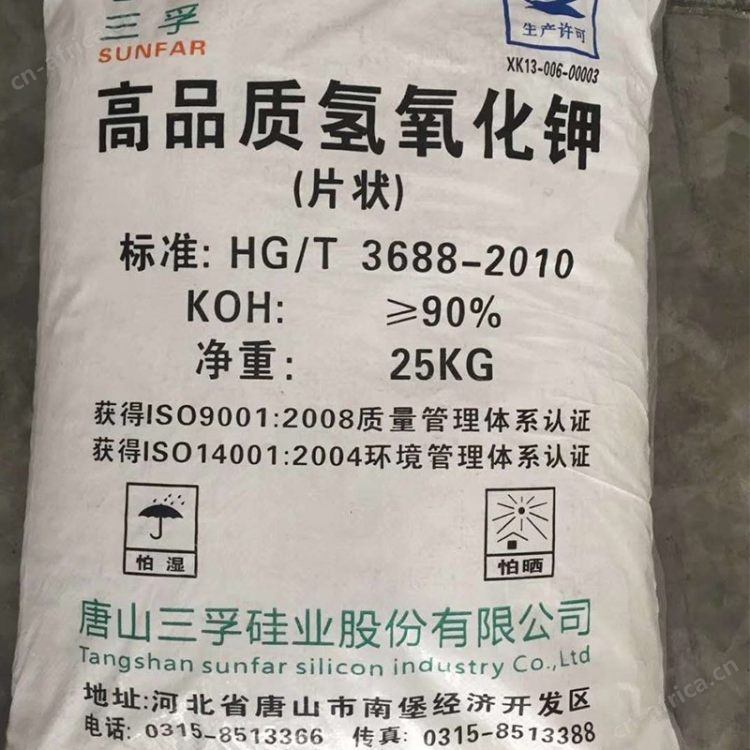 三孚
SUNFAR
生产许可
XK13-006-00003
高品质氢氧化钾
(片状)
标准: HG/T 3688-2010
KOH: ≥90%
净重: 25KG
获得ISO9001:2008质量管理体系认证
获得ISO14001:2004环境管理体系认证
怕湿
怕晒
唐山三孚硅业股份有限公司
Tangshan sunfar silicon industry Co.,Ltd
地址:河北省唐山市南堡经济开发区
电话: 0315-8513366 传真: 0315-8513388